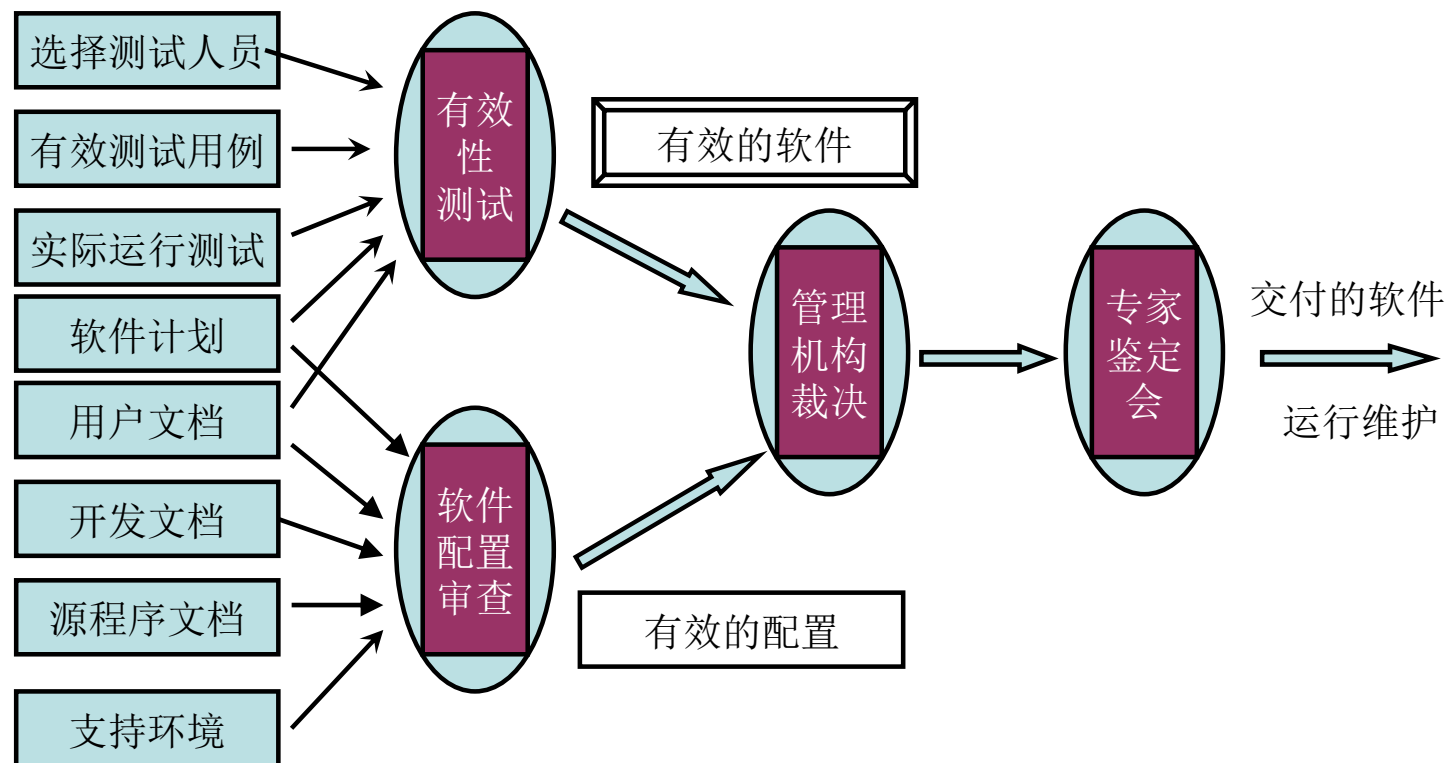 选择测试人员
有效测试用例
实际运行测试
软件计划
用户文档
开发文档
源程序文档
支持环境
有效
性
测试
软件
配置
审查
有效的软件
有效的配置
管理
机构
裁决
专家
鉴定
会
交付的软件
运行维护